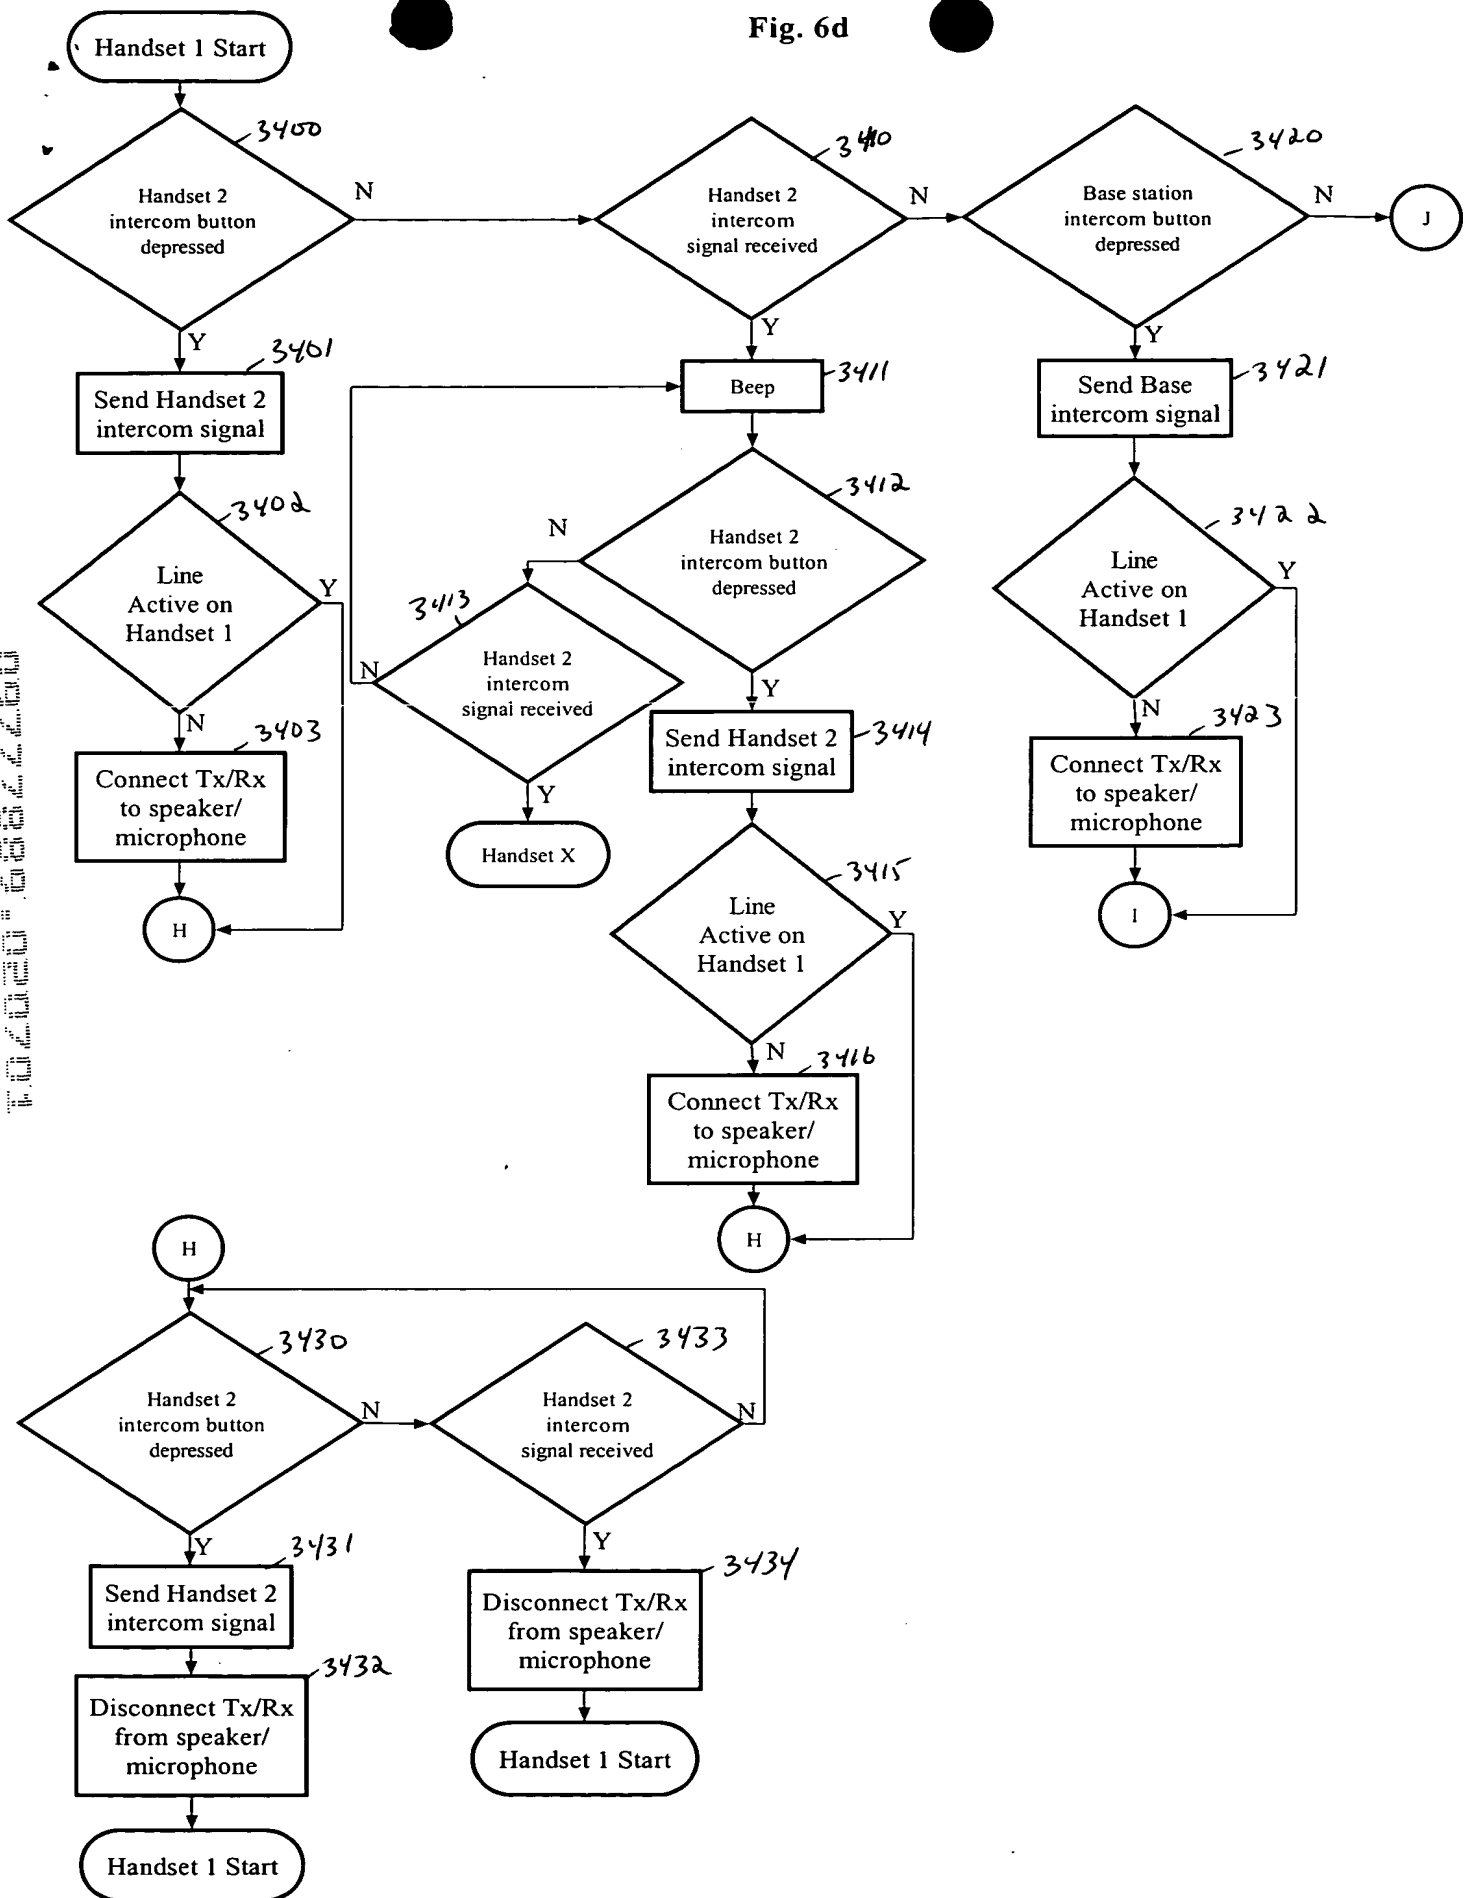 Fig. 6d
Handset 1 Start
3400
Handset 2
intercom button
depressed
N
Y
3410
Handset 2
intercom
signal received
N
Y
3420
Base station
intercom button
depressed
N
Y
J
3401
Send Handset 2
intercom signal
3402
Line
Active on
Handset 1
Y
N
3403
Connect Tx/Rx
to speaker/
microphone
H
3411
Beep
3412
Handset 2
intercom button
depressed
N
Y
3413
Handset 2
intercom
signal received
N
Y
Handset X
3414
Send Handset 2
intercom signal
3415
Line
Active on
Handset 1
Y
N
3416
Connect Tx/Rx
to speaker/
microphone
H
3421
Send Base
intercom signal
3422
Line
Active on
Handset 1
Y
N
3423
Connect Tx/Rx
to speaker/
microphone
I
H
3430
Handset 2
intercom button
depressed
N
Y
3433
Handset 2
intercom
signal received
N
Y
3431
Send Handset 2
intercom signal
3432
Disconnect Tx/Rx
from speaker/
microphone
Handset 1 Start
3434
Disconnect Tx/Rx
from speaker/
microphone
Handset 1 Start